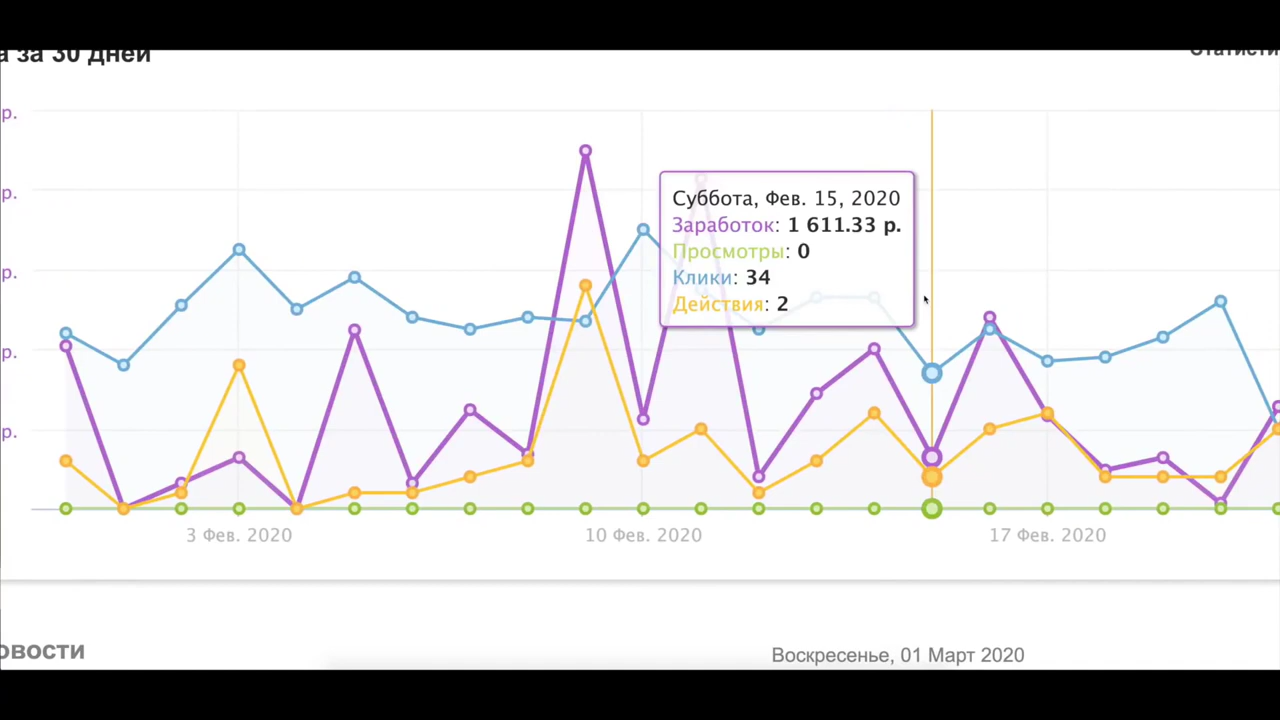 а за 30 дней
Статисти
р.
р.
р.
р.
р.
Суббота, Фев. 15, 2020
Заработок: 1 611.33 р.
Просмотры: 0
Клики: 34
Действия: 2
3 Фев. 2020
10 Фев. 2020
17 Фев. 2020
овости
Воскресенье, 01 Март 2020